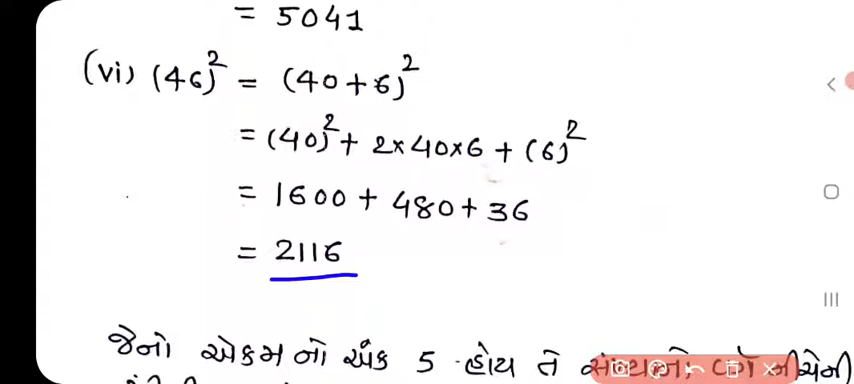 = 5041
(vi) (46)² = (40+6)²
= (40)² + 2×40×6 + (6)²
= 1600 + 480 + 36
= 2116
જેનો એકમ નો અંક 5 હોય તે